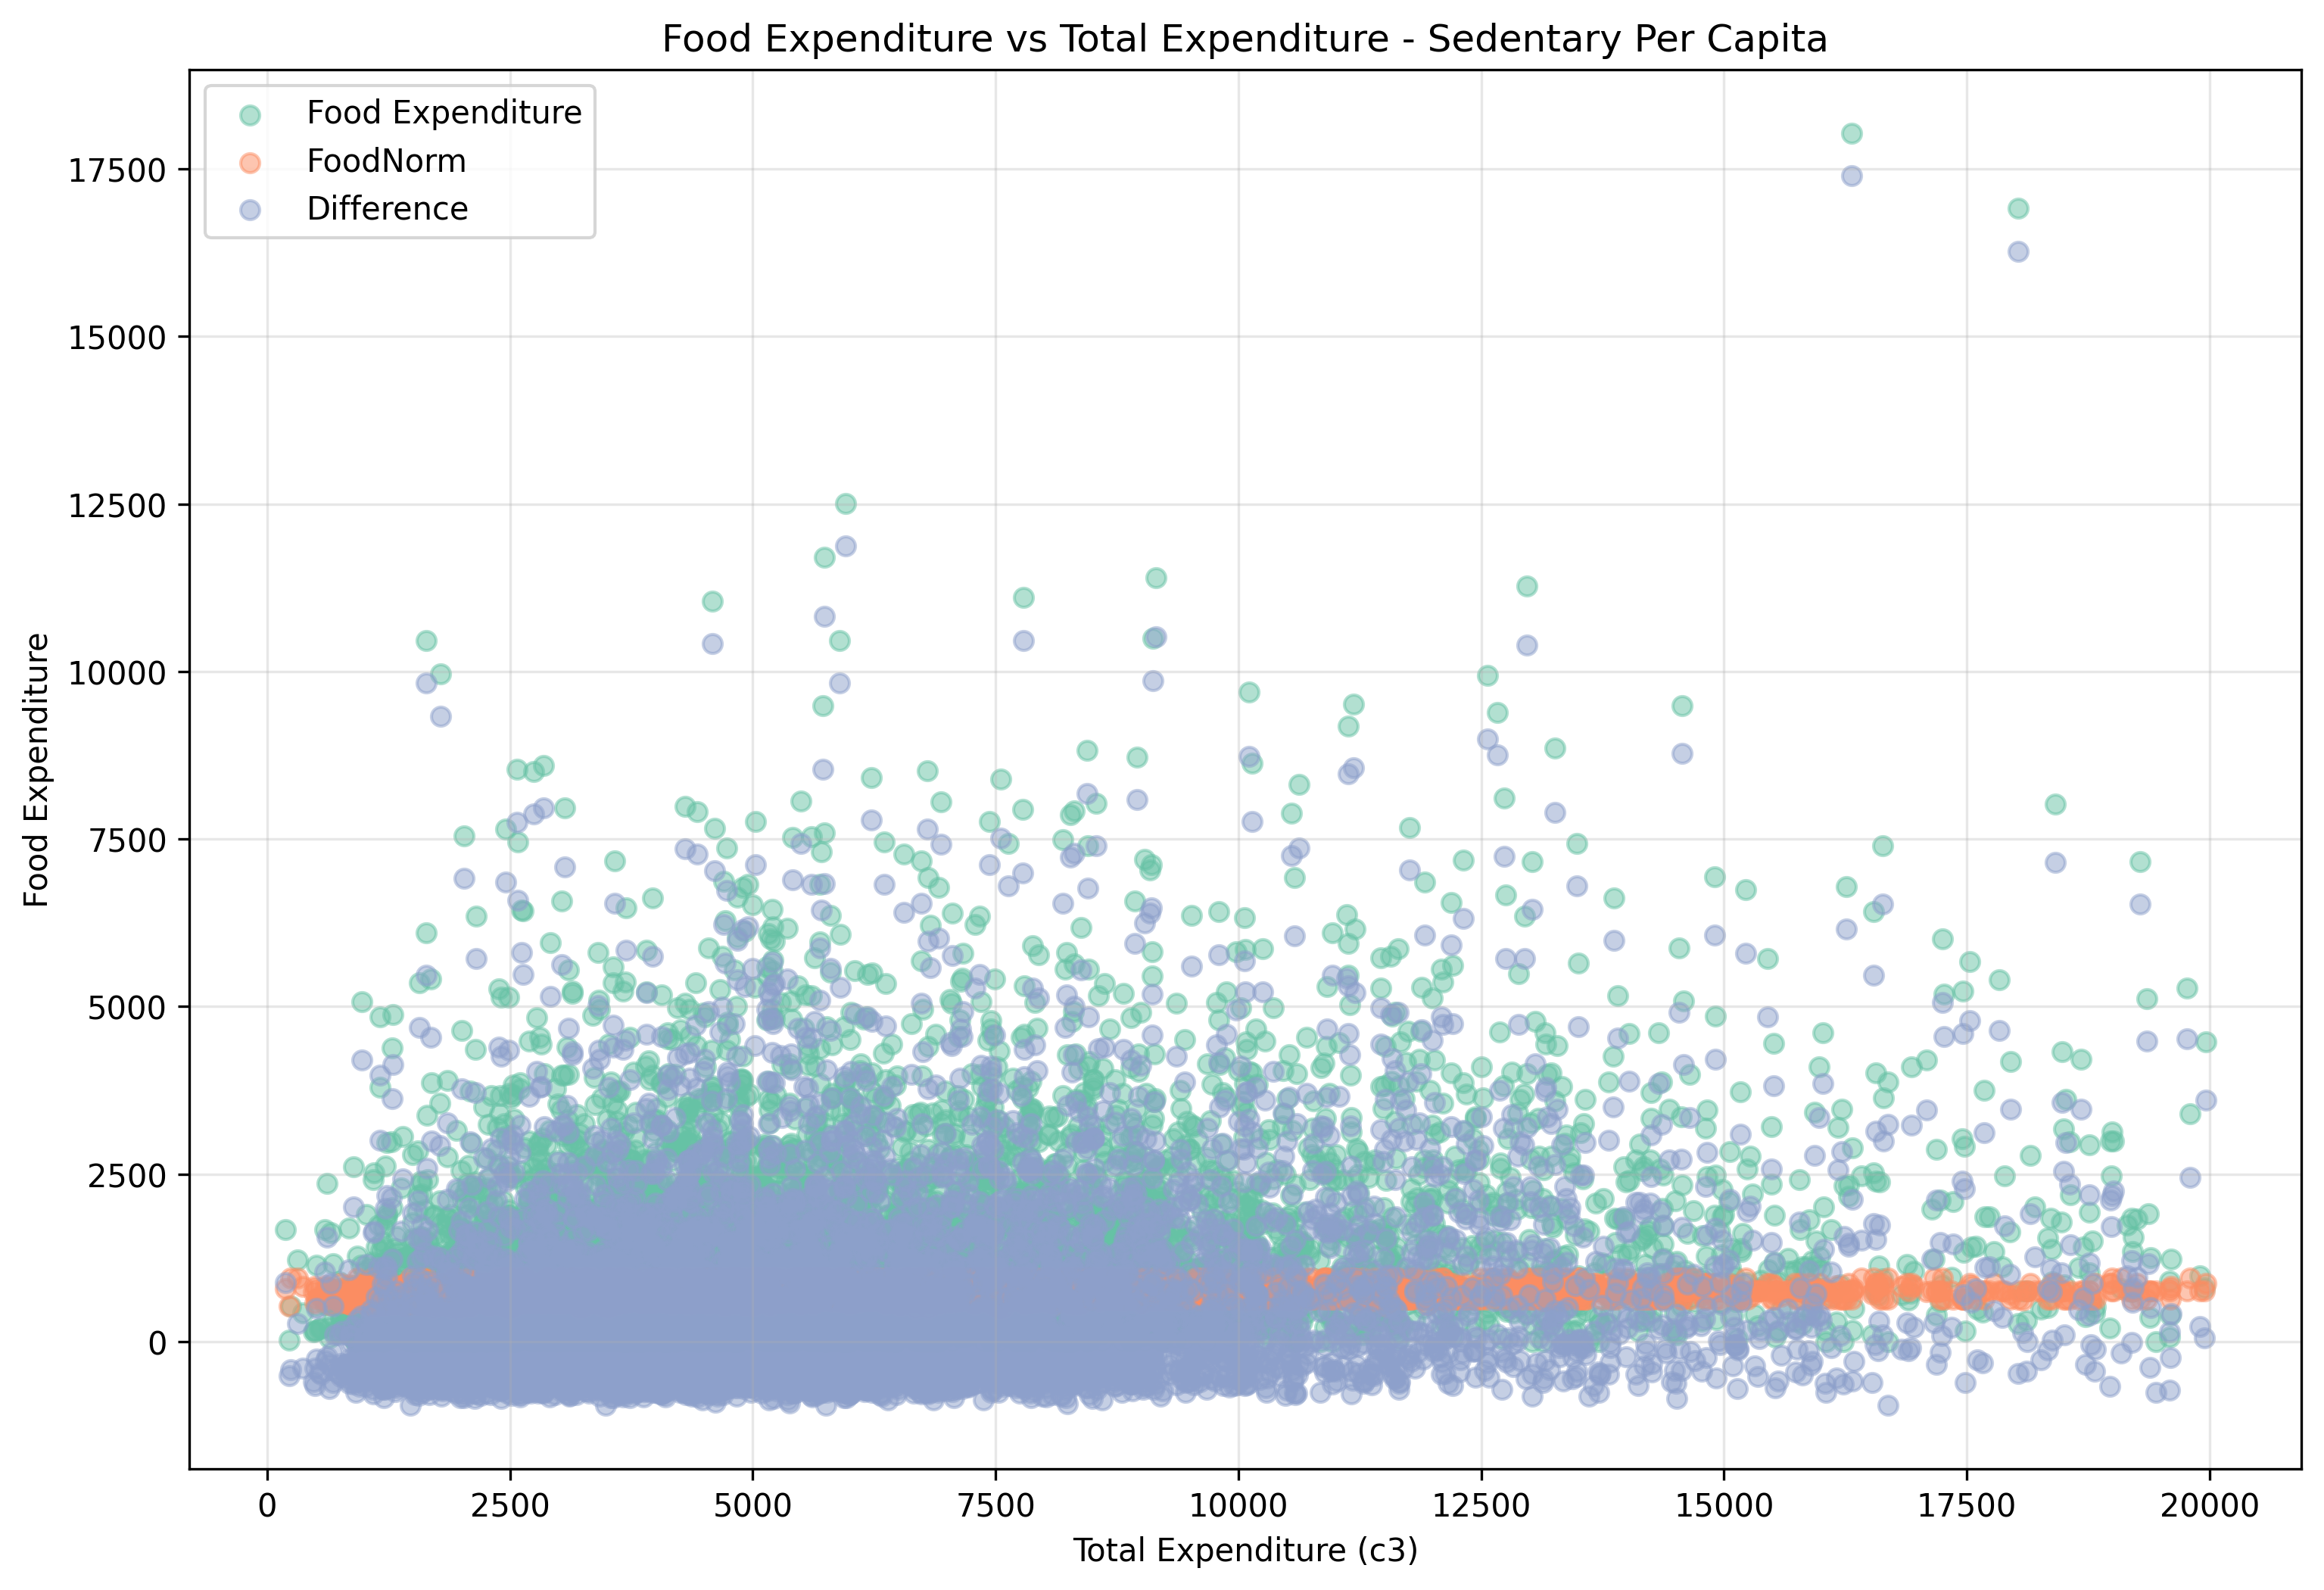 Food Expenditure vs Total Expenditure - Sedentary Per Capita
Food Expenditure
FoodNorm
Difference
17500
15000
12500
10000
7500
5000
2500
0
Food Expenditure
0 2500 5000 7500 10000 12500 15000 17500 20000
Total Expenditure (c3)